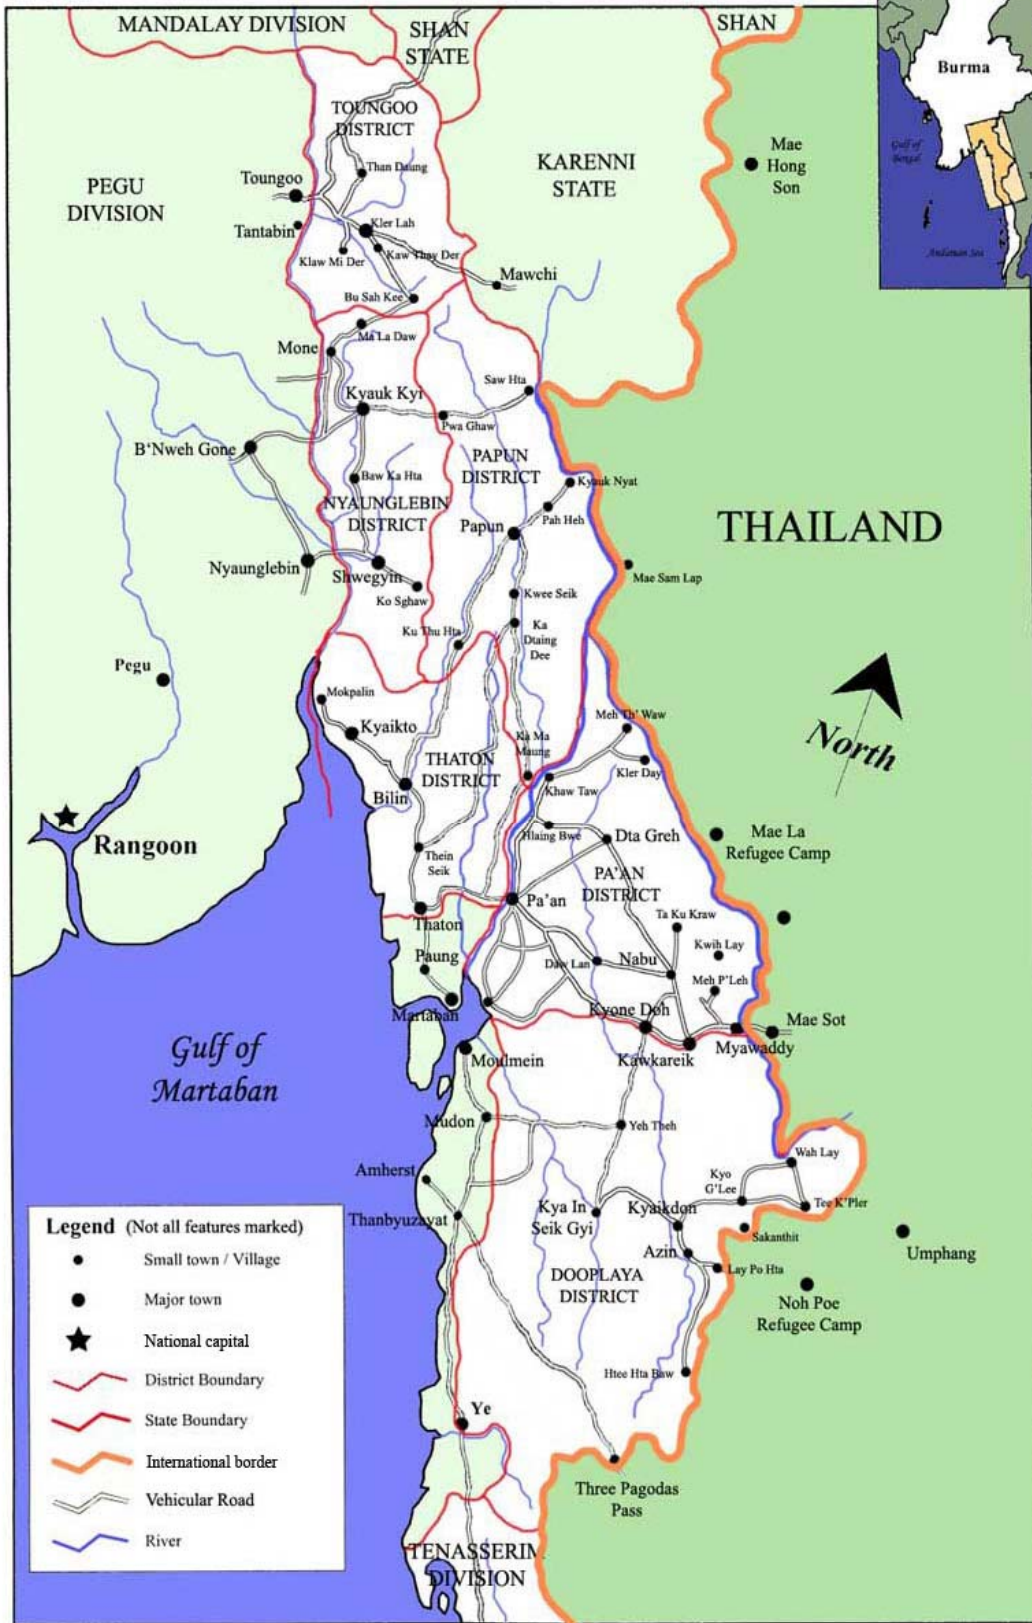 MANDALAY DIVISION
SHAN
STATE
SHAN
Burma
Gulf of
Bengal
Andaman Sea
TOUNGOO
DISTRICT
KARENNI
STATE
Mae
Hong
Son
PEGU
DIVISION
Than Daung
Toungoo
Tantabin
Kler Lah
Klaw Mi Der
Kaw Thay Der
Mawchi
Bu Sah Kee
Ma La Daw
Mone
Saw Hta
Kyauk Kyi
Pwa Ghaw
B'Nweh Gone
PAPUN
DISTRICT
Baw Ka Hta
Kyauk Nyat
NYAUNGLEBIN
DISTRICT
Pah Heh
Papun
THAILAND
Nyaunglebin
Shwegyin
Mae Sam Lap
Ko Sghaw
Kwee Seik
Ku Thu Hta
Ka
Dtaing
Dee
Pegu
Mokpalin
Kyaikto
Meh Th' Waw
North
Ka Ma
Maung
THATON
DISTRICT
Kler Day
Bilin
Khaw Taw
Rangoon
Hlaing Bwe
Dta Greh
Mae La
Refugee Camp
Thein
Seik
PA'AN
DISTRICT
Pa'an
Thaton
Ta Ku Kraw
Paung
Daw Lan
Nabu
Kwih Lay
Meh P'Leh
Martaban
Kyone Doh
Mae Sot
Gulf of
Martaban
Moulmein
Kawkareik
Myawaddy
Mudon
Yeh Theh
Wah Lay
Amherst
Kyo
G'Lee
Tee K'Pler
Thanbyuzayat
Kya In
Seik Gyi
Kyaikdon
Sakanthit
Umphang
Azin
Lay Po Hta
DOOPLAYA
DISTRICT
Noh Poe
Refugee Camp
Htee Hta Baw
Ye
Three Pagodas
Pass
TENASSERIM
DIVISION
Legend (Not all features marked)
Small town / Village
Major town
National capital
District Boundary
State Boundary
International border
Vehicular Road
River